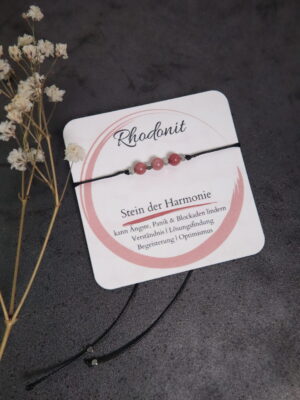 Rhodonit
Stein der Harmonie
kann Ängste, Panik & Blockaden lindern
Verständnis | Lösungsfindung
Begeisterung | Optimismus